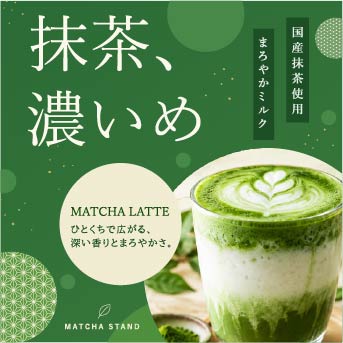 抹茶、
濃いめ
国産抹茶使用
まろやかミルク
MATCHA LATTE
ひとくちで広がる、
深い香りとまろやかさ。
MATCHA STAND